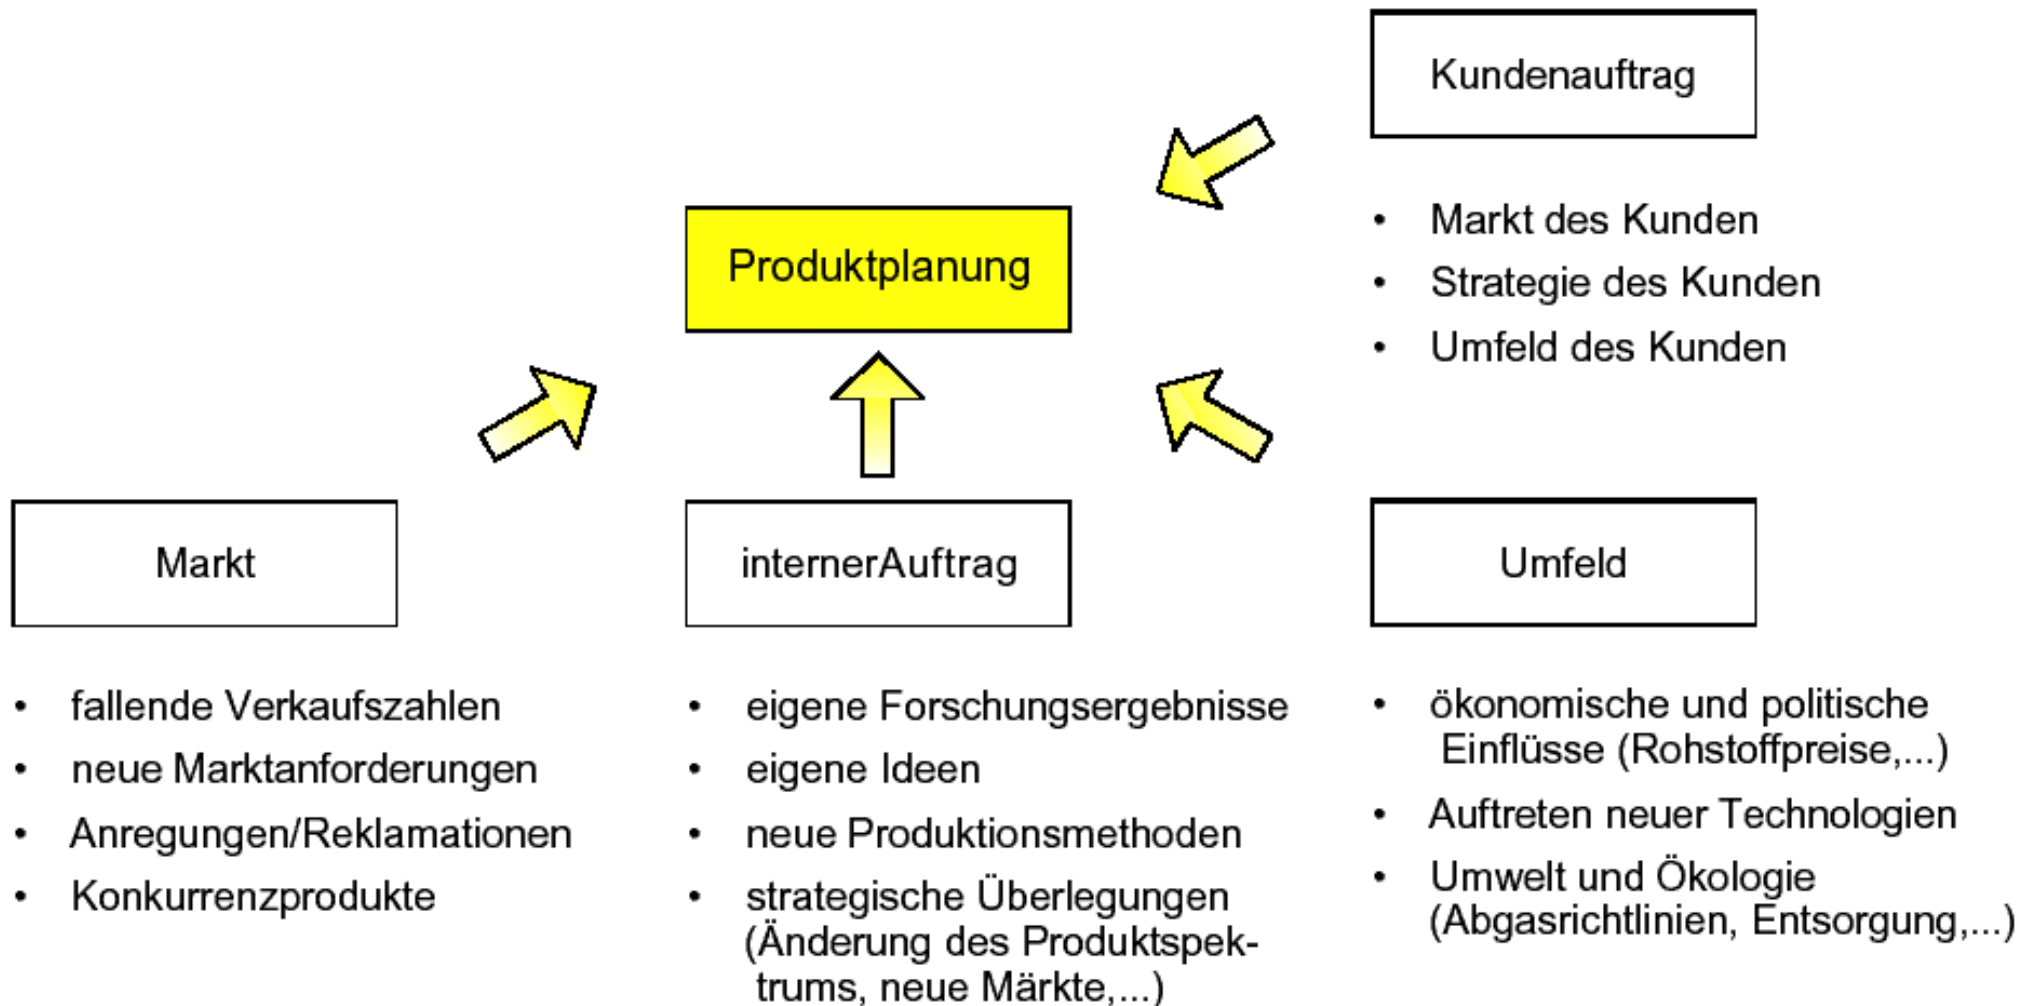 Kundenauftrag
• Markt des Kunden
• Strategie des Kunden
• Umfeld des Kunden
Produktplanung
Markt
• fallende Verkaufszahlen
• neue Marktanforderungen
• Anregungen/Reklamationen
• Konkurrenzprodukte
internerAuftrag
• eigene Forschungsergebnisse
• eigene Ideen
• neue Produktionsmethoden
• strategische Überlegungen
(Änderung des Produktspek-
trums, neue Märkte,...)
Umfeld
• ökonomische und politische
Einflüsse (Rohstoffpreise,...)
• Auftreten neuer Technologien
• Umwelt und Ökologie
(Abgasrichtlinien, Entsorgung,...)